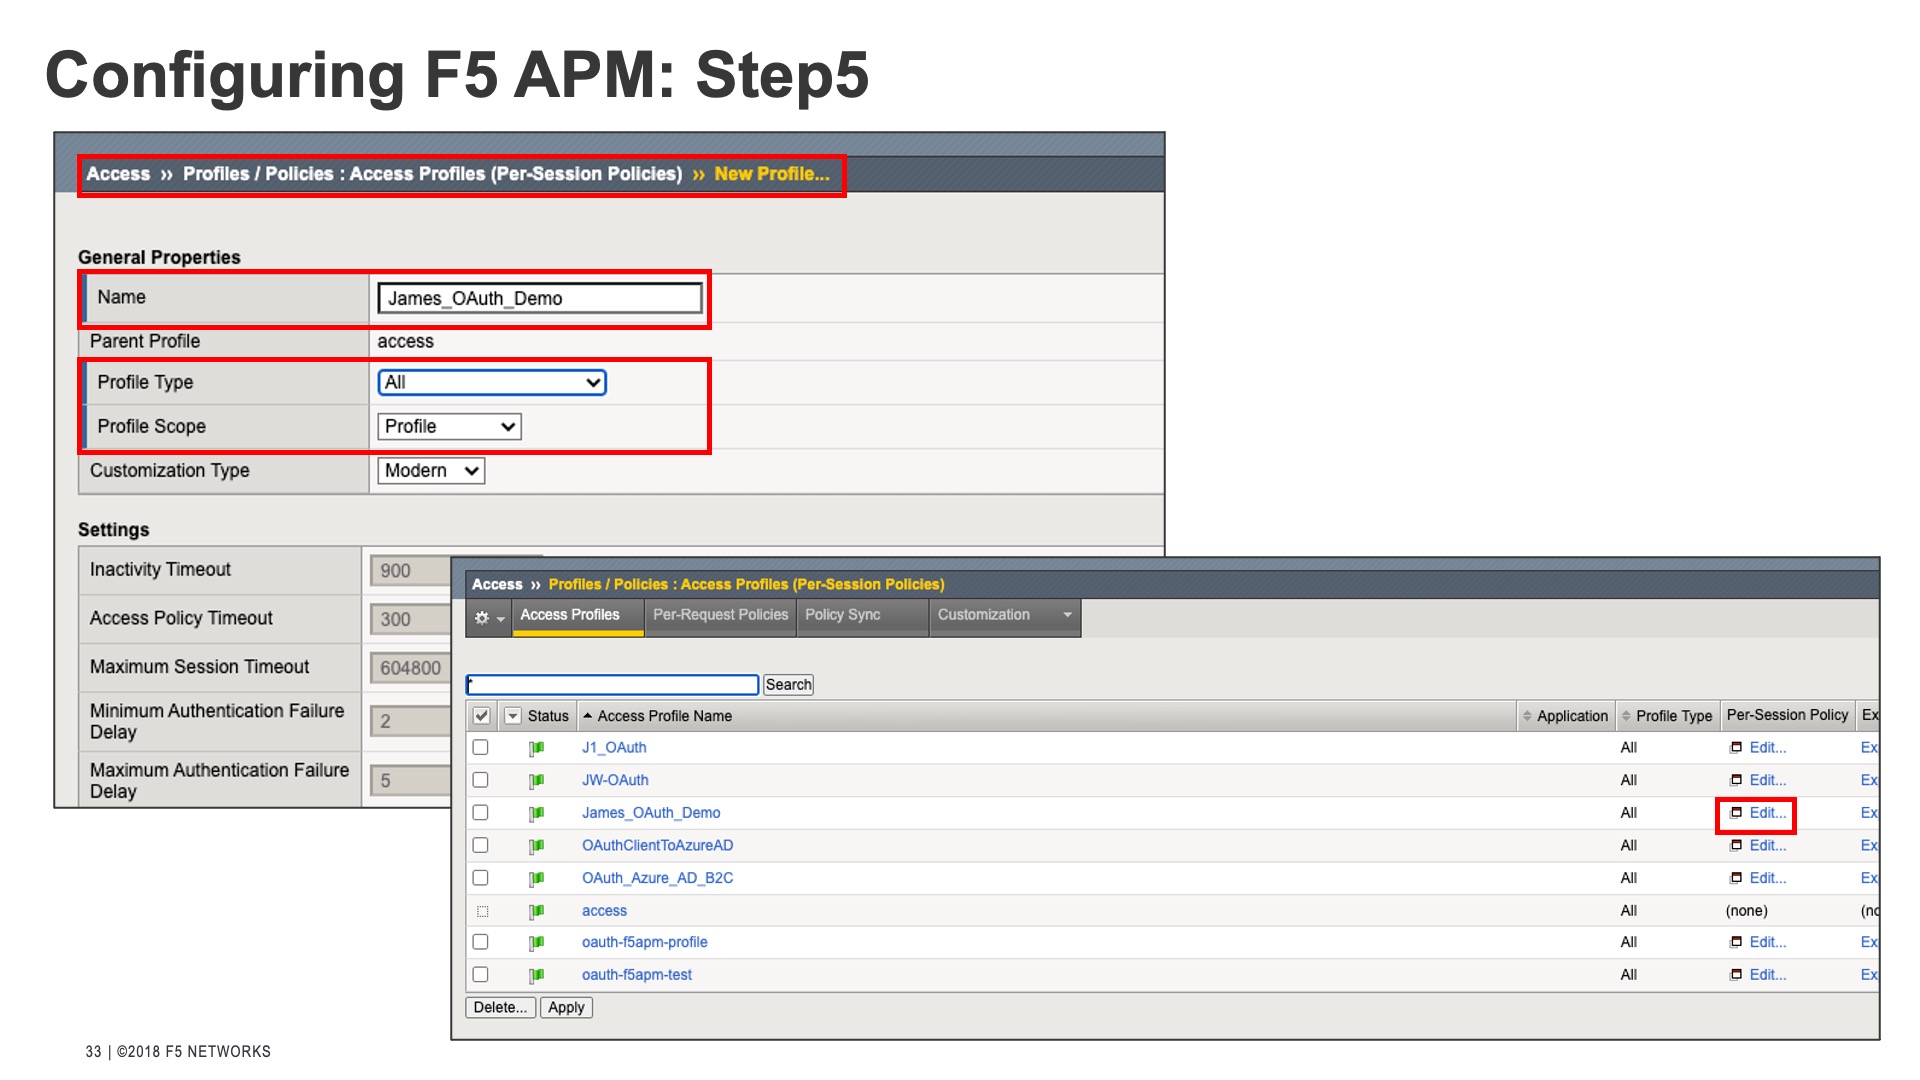 Configuring F5 APM: Step5
Access ›› Profiles / Policies : Access Profiles (Per-Session Policies) ›› New Profile...
General Properties
Name James_OAuth_Demo
Parent Profile access
Profile Type All
Profile Scope Profile
Customization Type Modern
Settings
Inactivity Timeout 900
Access Policy Timeout 300
Maximum Session Timeout 604800
Minimum Authentication Failure
Delay 2
Maximum Authentication Failure
Delay 5
Access ›› Profiles / Policies : Access Profiles (Per-Session Policies)
Access Profiles Per-Request Policies Policy Sync Customization
* Search
Status Access Profile Name Application Profile Type Per-Session Policy Ex
J1_OAuth All Edit... Ex
JW-OAuth All Edit... Ex
James_OAuth_Demo All Edit... Ex
OAuthClientToAzureAD All Edit... Ex
OAuth_Azure_AD_B2C All Edit... Ex
access All (none) (no
oauth-f5apm-profile All Edit... Ex
oauth-f5apm-test All Edit... Ex
Delete... Apply
33 | ©2018 F5 NETWORKS